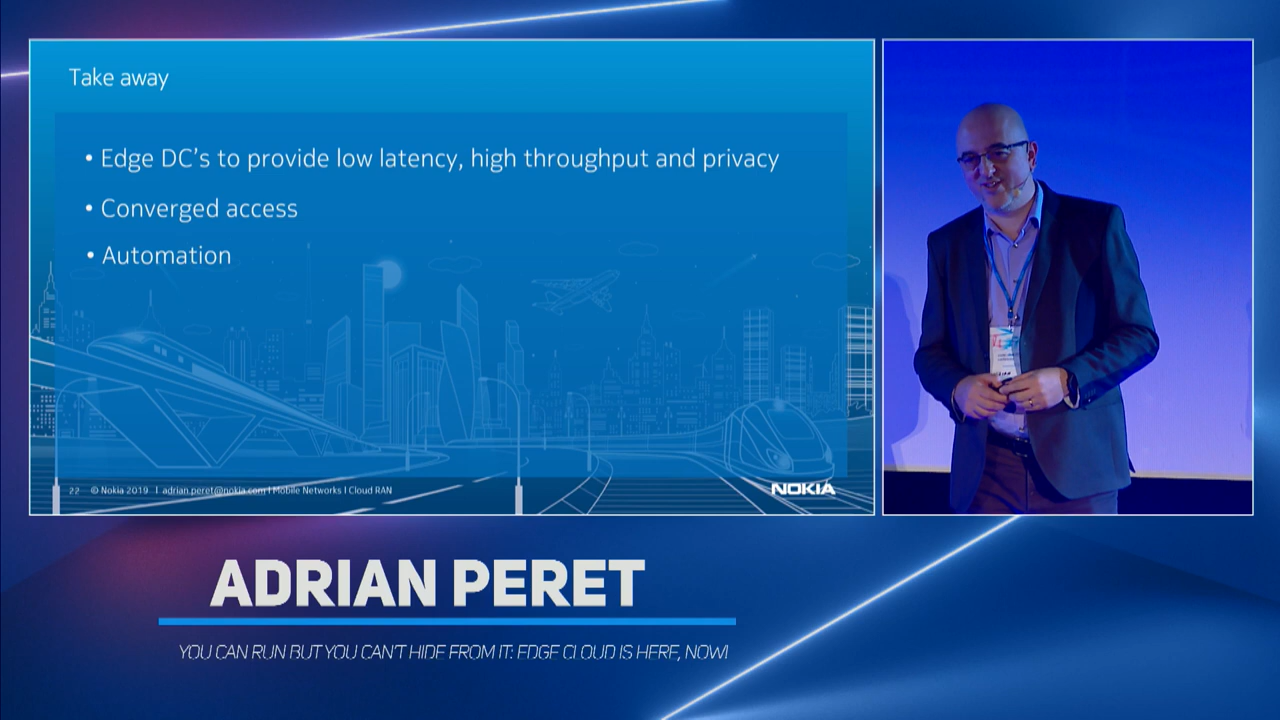 Take away
• Edge DC's to provide low latency, high throughput and privacy
• Converged access
• Automation
22 © Nokia 2019 I adrian.peret@nokia.com I Mobile Networks I Cloud RAN
NOKIA
ADRIAN PERET
YOU CAN RUN BUT YOU CAN'T HIDE FROM IT: EDGE CLOUD IS HERE, NOW!